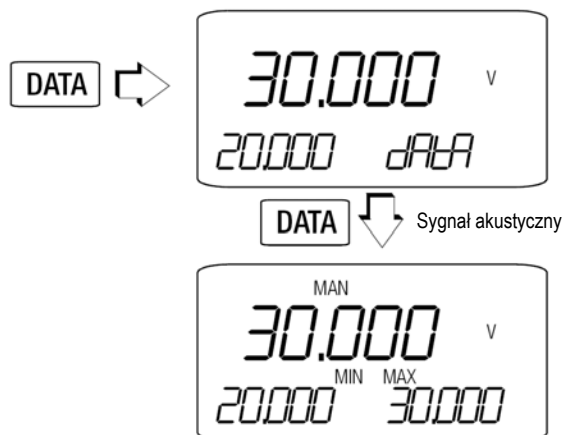 DATA
30.000 V
20.000 dAtA
DATA Sygnał akustyczny
MAN
30.000 V
MIN MAX
20.000 30.000